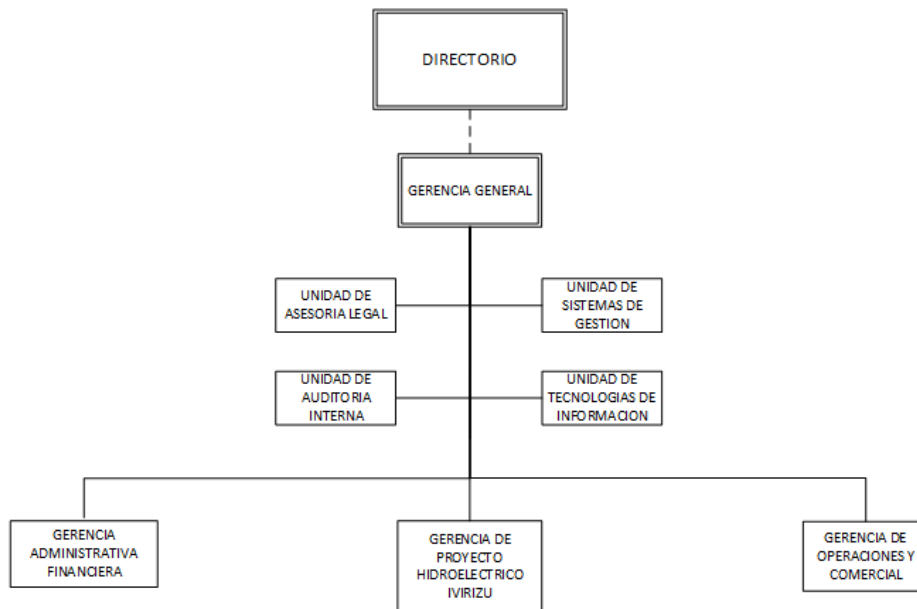 DIRECTORIO
GERENCIA GENERAL
UNIDAD DE
ASESORIA LEGAL
UNIDAD DE
SISTEMAS DE
GESTION
UNIDAD DE
AUDITORIA
INTERNA
UNIDAD DE
TECNOLOGIAS DE
INFORMACION
GERENCIA
ADMINISTRATIVA
FINANCIERA
GERENCIA DE
PROYECTO
HIDROELECTRICO
IVIRIZU
GERENCIA DE
OPERACIONES Y
COMERCIAL